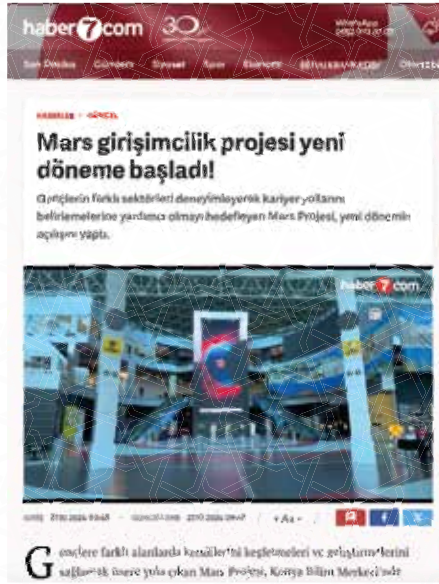 haber7com 30
WhatsApp
Son Dakika Gündem Siyaset Spor Ekonomi
HABERLER - GÜNCEL
Mars girişimcilik projesi yeni
döneme başladı!
Gençlerin farklı sektörleri deneyimleyerek kariyer yollarını
belirlemelerine yardımcı olmayı hedefleyen Mars Projesi, yeni dönemin
açılışını yaptı.
haber7com
Aa
Gençlere farklı alanlarda kendilerini keşfetmeleri ve geliştirmelerini
sağlamak üzere yola çıkan Mars Projesi, Konya Bilim Merkezi'nde